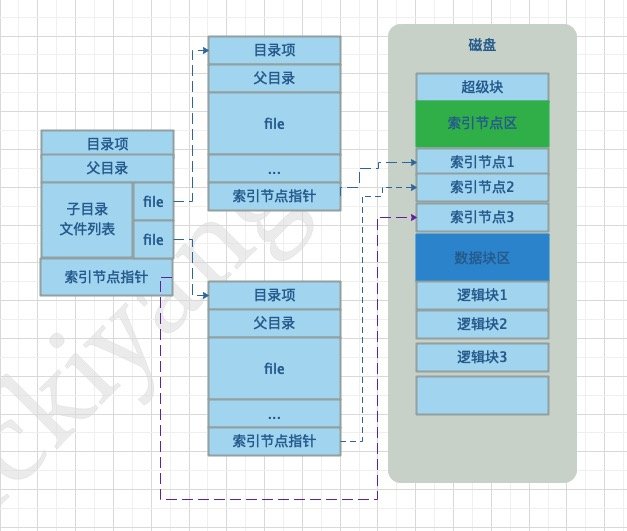 目录项
父目录
子目录
文件列表
file
file
索引节点指针
目录项
父目录
file
...
索引节点指针
目录项
父目录
file
...
索引节点指针
磁盘
超级块
索引节点区
索引节点1
索引节点2
索引节点3
数据块区
逻辑块1
逻辑块2
逻辑块3